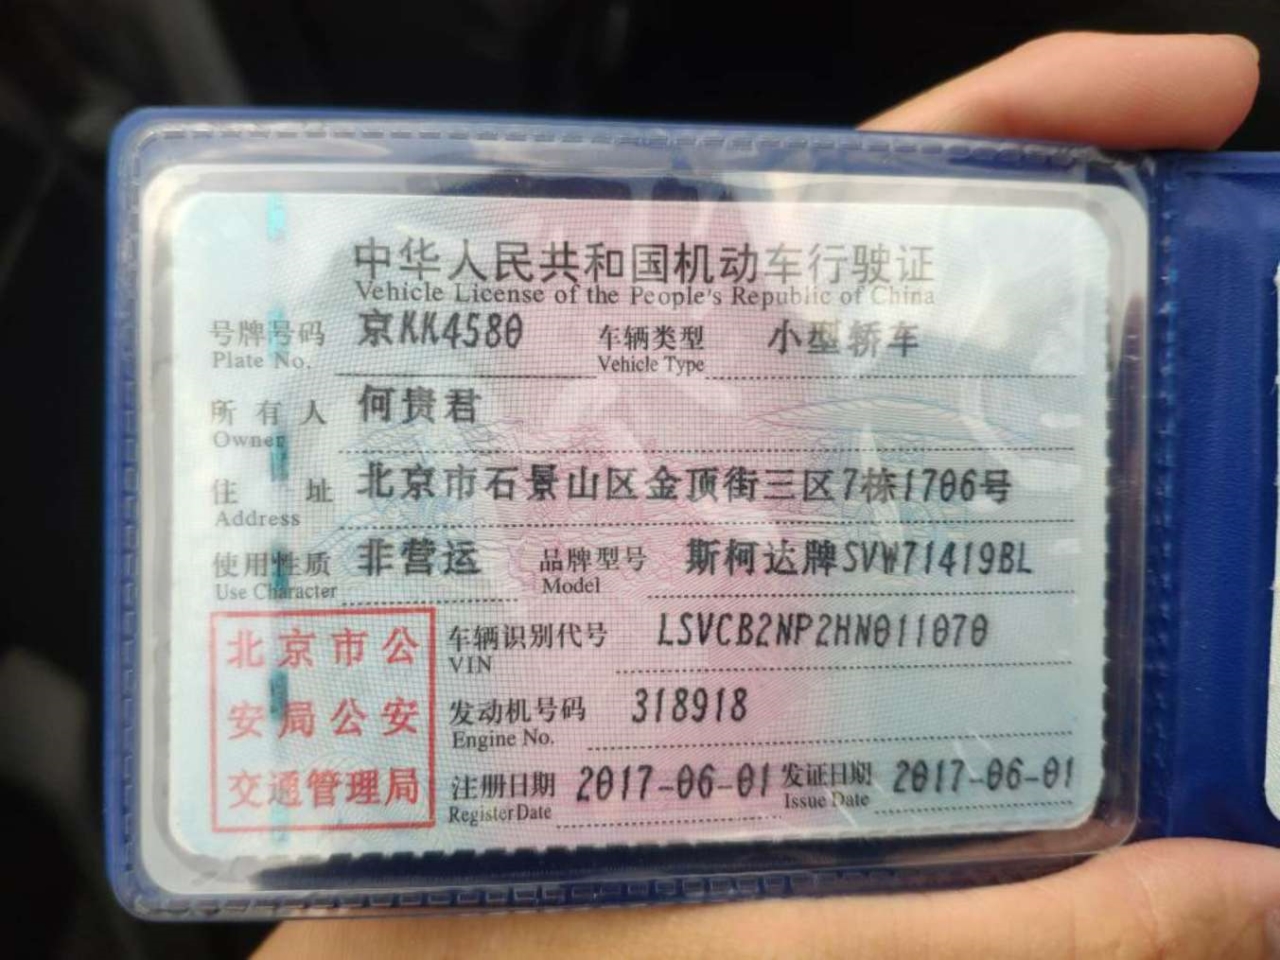 中华人民共和国机动车行驶证
Vehicle License of the People's Republic of China
号牌号码 京KK4580 车辆类型 小型轿车
Plate No. Vehicle Type
所有人 何贵君
Owner
住址 北京市石景山区金顶街三区7栋1706号
Address
使用性质 非营运 品牌型号 斯柯达牌SVW71419BL
Use Character Model
北京市公
安局公安
交通管理局
车辆识别代号 LSVCB2NP2HN011070
VIN
发动机号码 318918
Engine No.
注册日期 2017-06-01 发证日期 2017-06-01
Register Date Issue Date